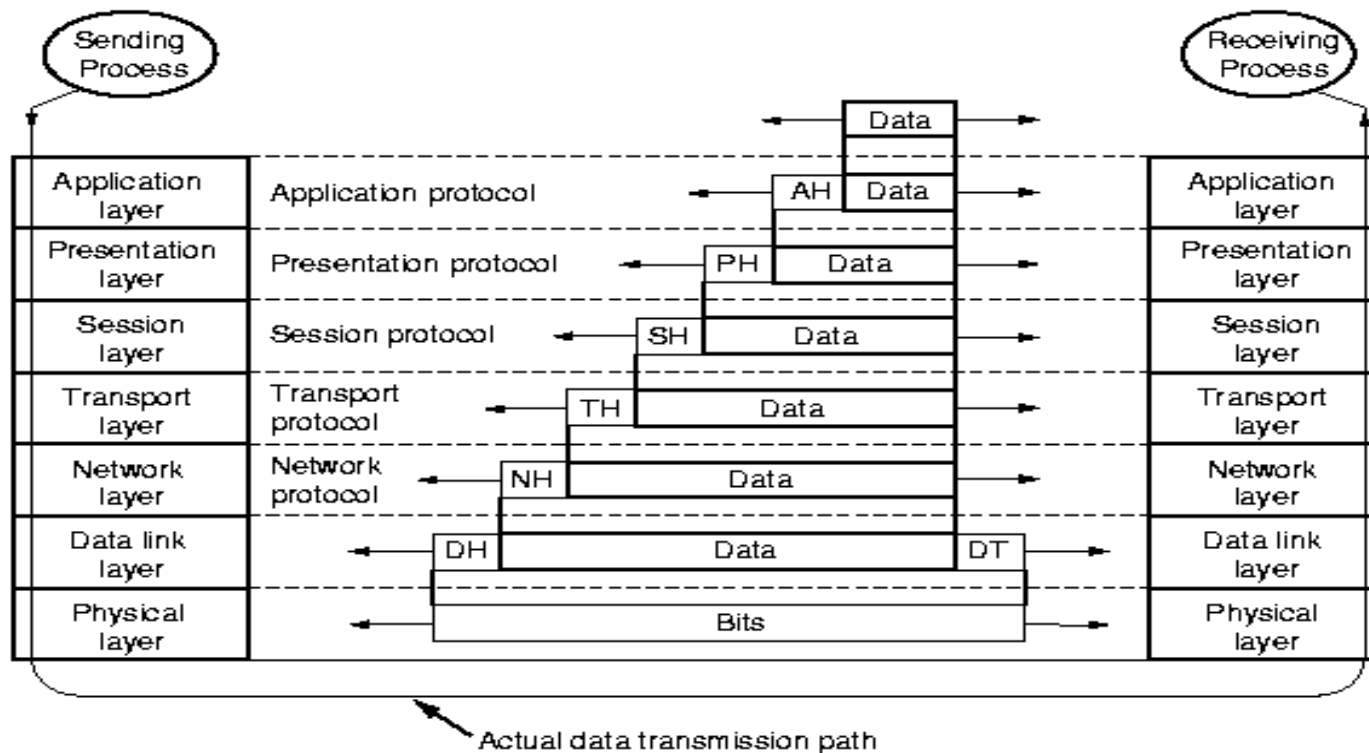 Sending
Process
Receiving
Process
Data
Application
layer
Application protocol
AH
Data
Application
layer
Presentation
layer
Presentation protocol
PH
Data
Presentation
layer
Session
layer
Session protocol
SH
Data
Session
layer
Transport
layer
Transport
protocol
TH
Data
Transport
layer
Network
layer
Network
protocol
NH
Data
Network
layer
Data link
layer
DH
Data
DT
Data link
layer
Physical
layer
Bits
Physical
layer
Actual data transmission path